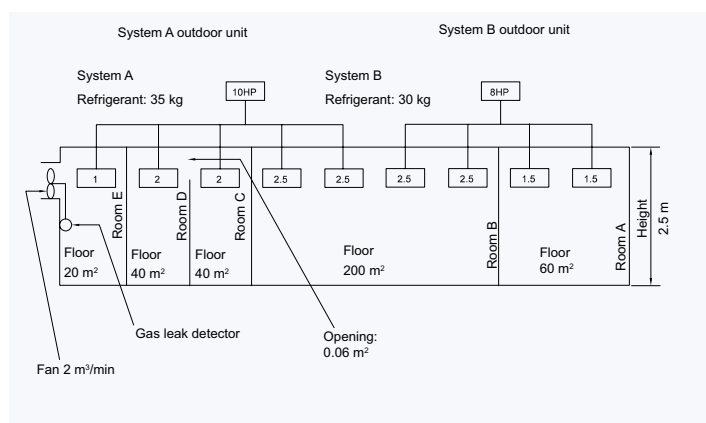 System A outdoor unit
System B outdoor unit
System A
Refrigerant: 35 kg
10HP
System B
Refrigerant: 30 kg
8HP
1
2
2
2.5
2.5
2.5
2.5
1.5
1.5
Room E
Room D
Room C
Room B
Room A
Height
2.5 m
Floor
20 m²
Floor
40 m²
Floor
40 m²
Floor
200 m²
Floor
60 m²
Gas leak detector
Opening:
0.06 m²
Fan 2 m³/min